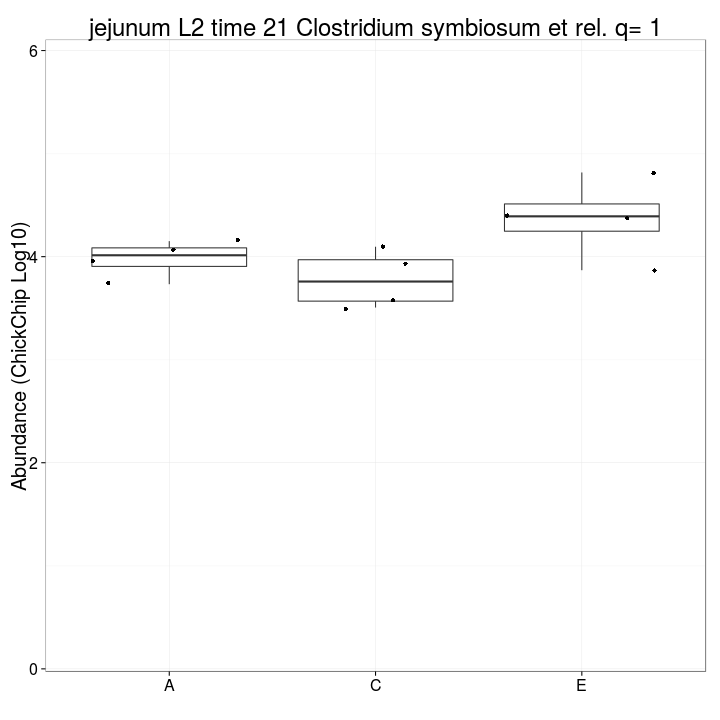 jejunum L2 time 21 Clostridium symbiosum et rel. q= 1
Abundance (ChickChip Log10)
6
4
2
0
A C E